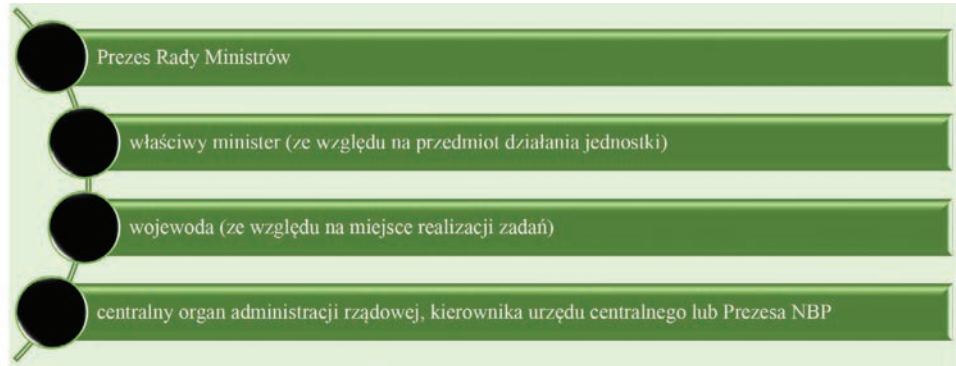 Prezes Rady Ministrów
właściwy minister (ze względu na przedmiot działania jednostki)
wojewoda (ze względu na miejsce realizacji zadań)
centralny organ administracji rządowej, kierownika urzędu centralnego lub Prezesa NBP